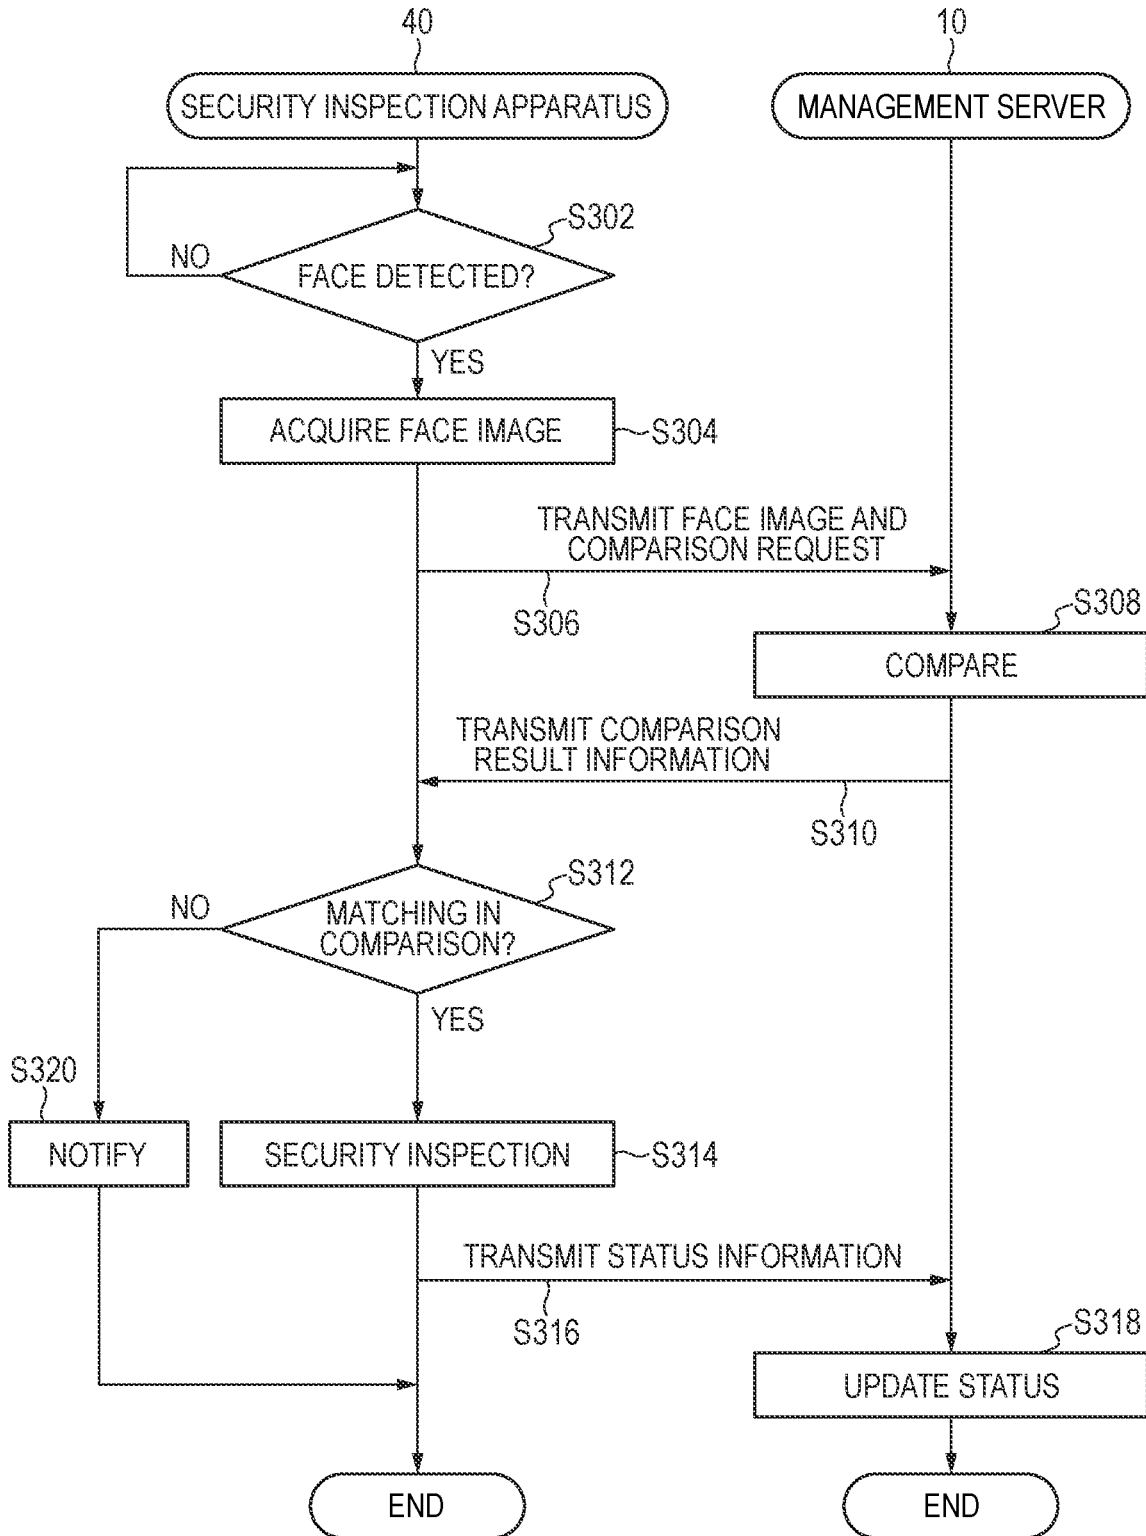 40
10
SECURITY INSPECTION APPARATUS
MANAGEMENT SERVER
S302
NO
FACE DETECTED?
YES
ACQUIRE FACE IMAGE
S304
TRANSMIT FACE IMAGE AND
COMPARISON REQUEST
S306
S308
COMPARE
TRANSMIT COMPARISON
RESULT INFORMATION
S310
S312
NO
MATCHING IN
COMPARISON?
YES
S320
NOTIFY
SECURITY INSPECTION
S314
TRANSMIT STATUS INFORMATION
S316
S318
UPDATE STATUS
END
END